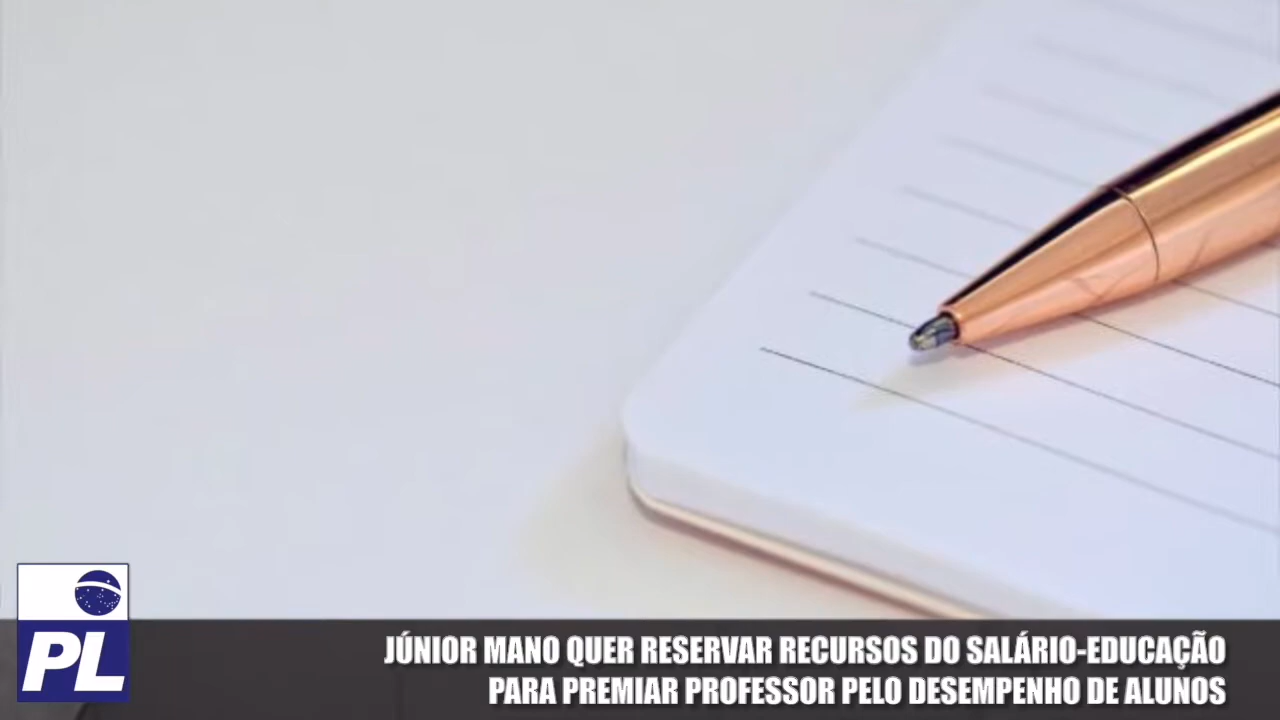 PL
JÚNIOR MANO QUER RESERVAR RECURSOS DO SALÁRIO-EDUCAÇÃO
PARA PREMIAR PROFESSOR PELO DESEMPENHO DE ALUNOS